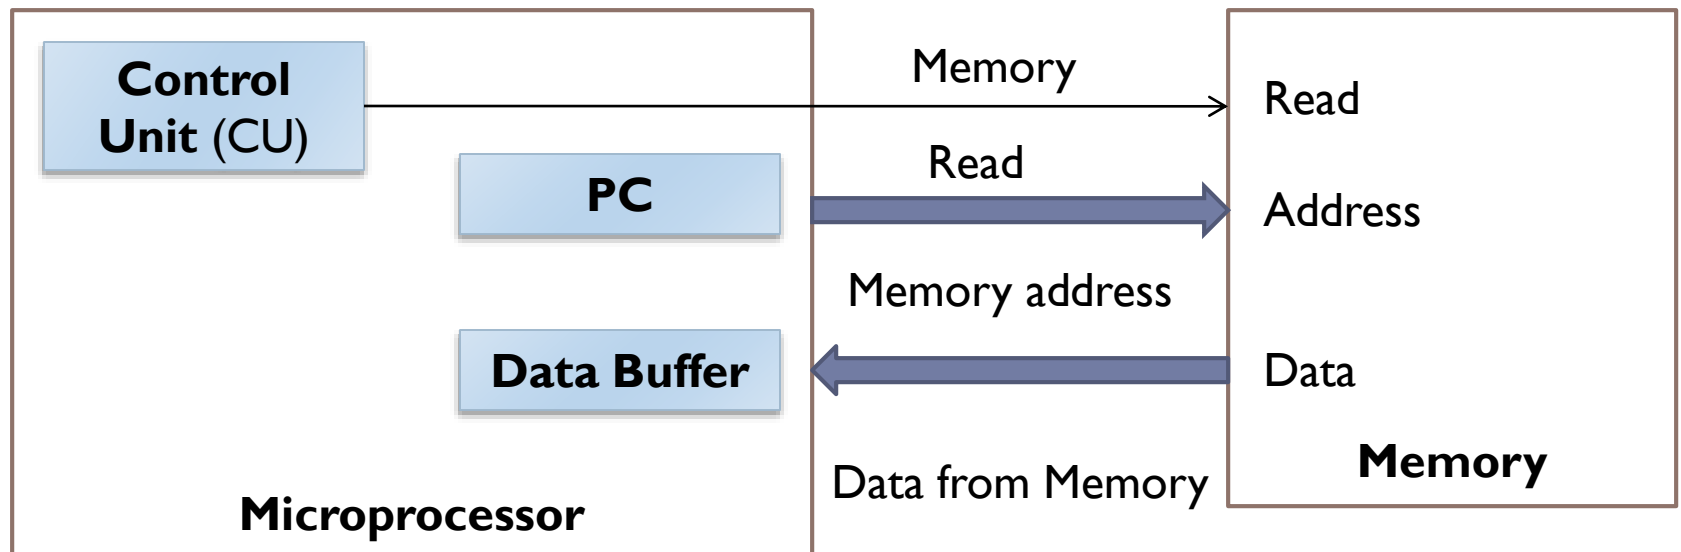 Control
Unit (CU)
Memory
Read
Read
PC
Address
Memory address
Data Buffer
Data
Data from Memory
Memory
Microprocessor